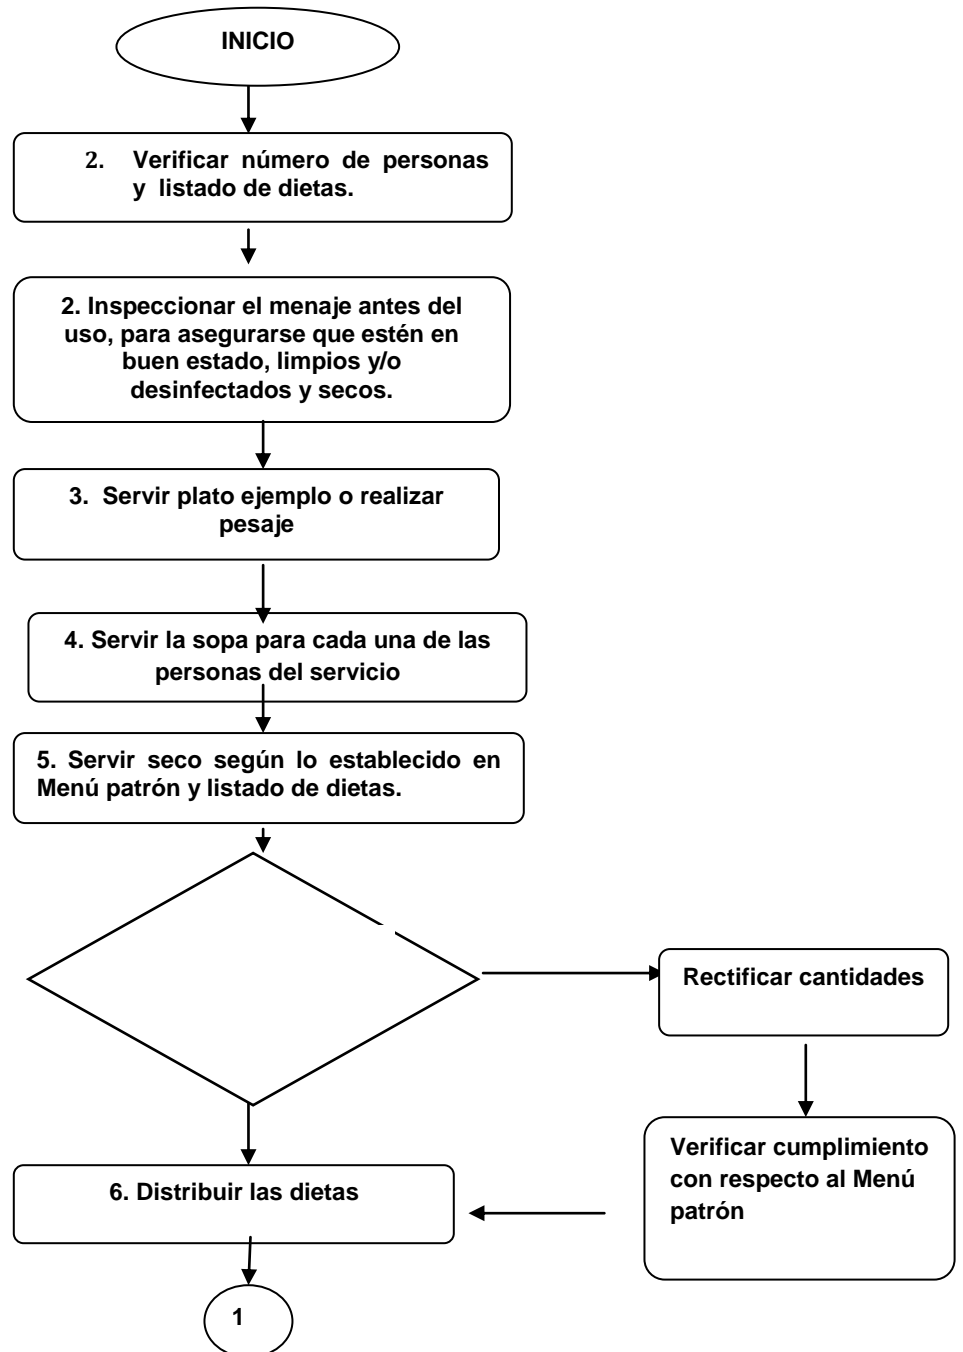 INICIO
2. Verificar número de personas
y listado de dietas.
2. Inspeccionar el menaje antes del
uso, para asegurarse que estén en
buen estado, limpios y/o
desinfectados y secos.
3. Servir plato ejemplo o realizar
pesaje
4. Servir la sopa para cada una de las
personas del servicio
5. Servir seco según lo establecido en
Menú patrón y listado de dietas.
Rectificar cantidades
Verificar cumplimiento
con respecto al Menú
patrón
6. Distribuir las dietas
1